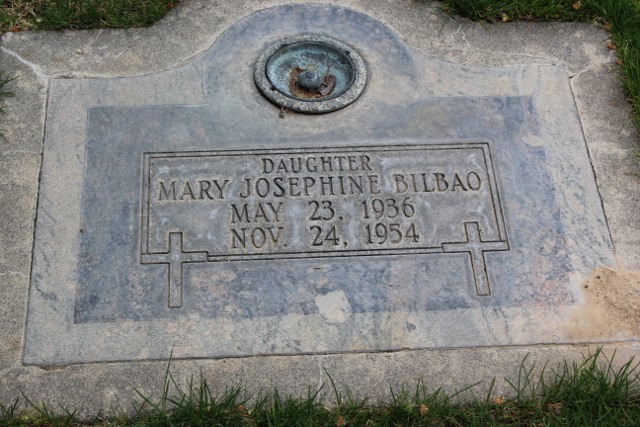 DAUGHTER
MARY JOSEPHINE BILBAO
MAY 23, 1936
NOV. 24, 1954